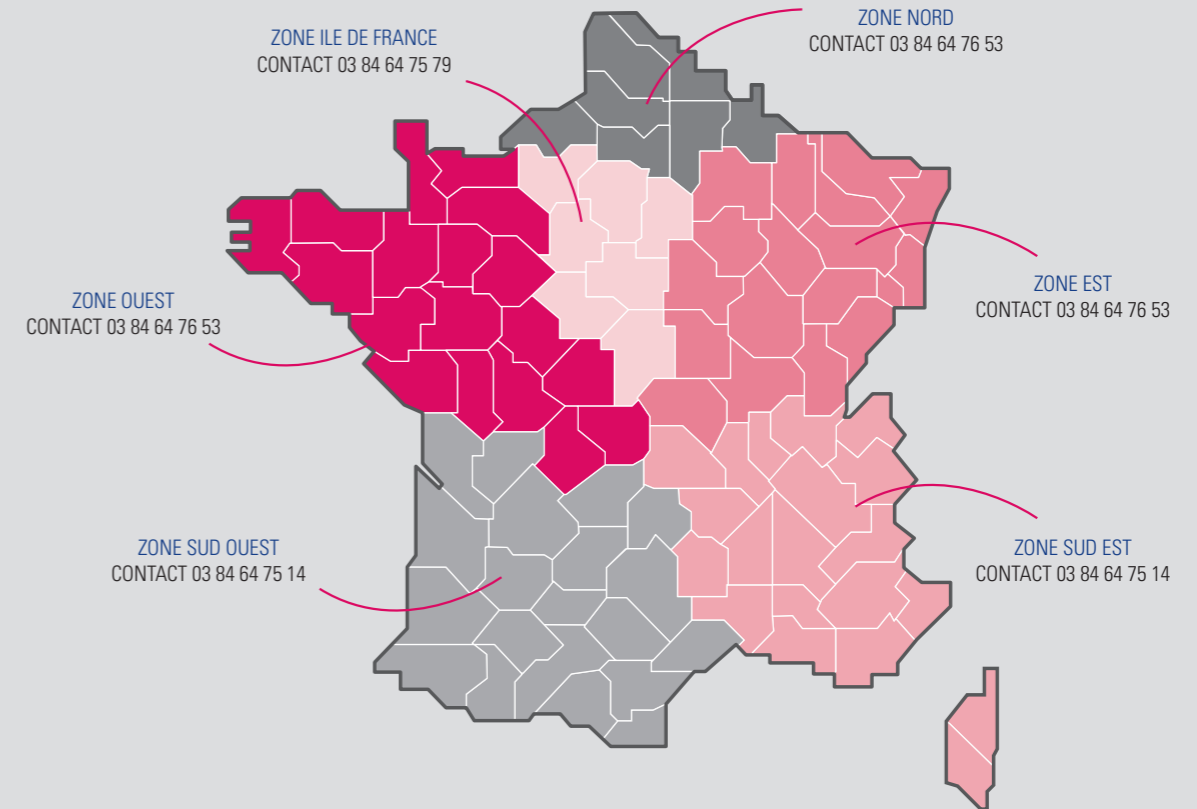 ZONE NORD
CONTACT 03 84 64 76 53
ZONE ILE DE FRANCE
CONTACT 03 84 64 75 79
ZONE OUEST
CONTACT 03 84 64 76 53
ZONE EST
CONTACT 03 84 64 76 53
ZONE SUD OUEST
CONTACT 03 84 64 75 14
ZONE SUD EST
CONTACT 03 84 64 75 14